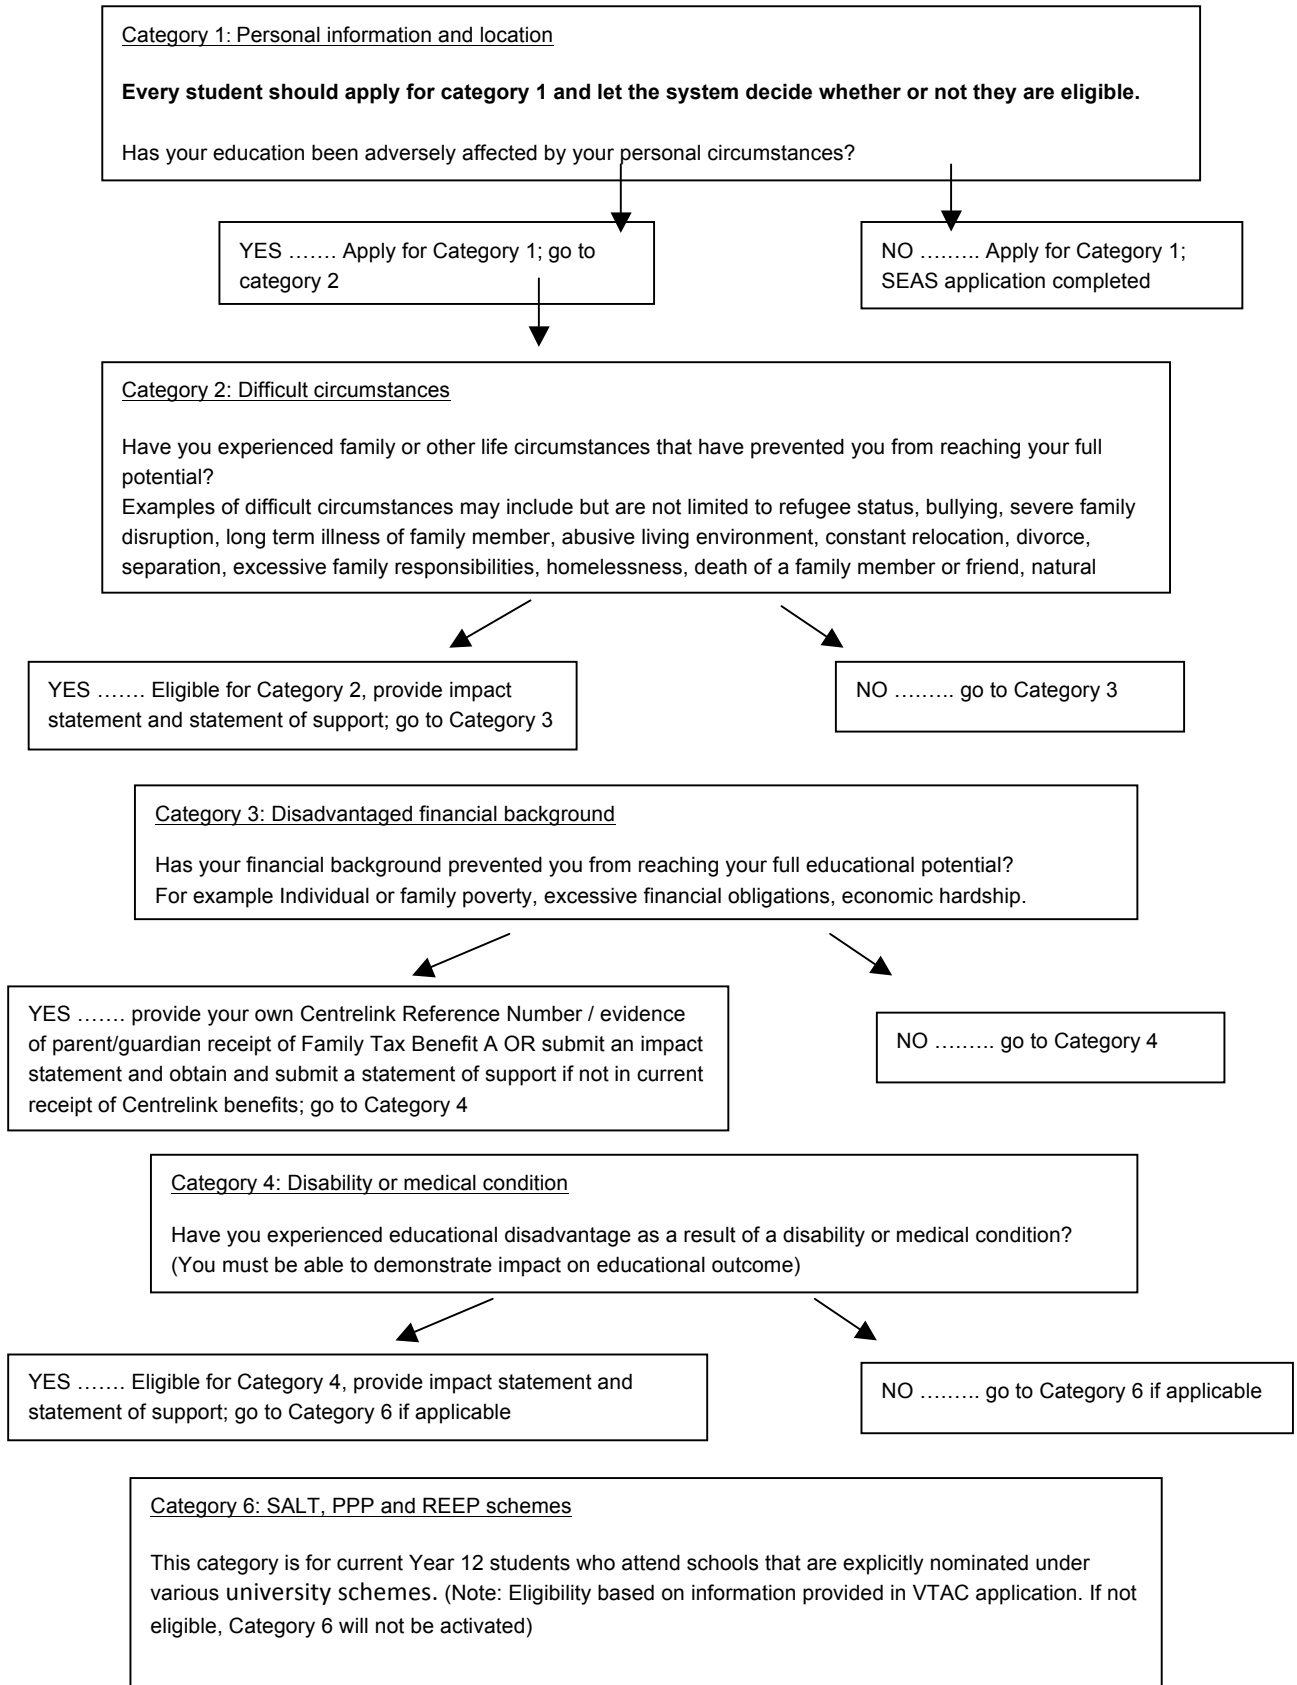 Category 1: Personal information and location
Every student should apply for category 1 and let the system decide whether or not they are eligible.
Has your education been adversely affected by your personal circumstances?
YES ....... Apply for Category 1; go to
category 2
NO ......... Apply for Category 1;
SEAS application completed
Category 2: Difficult circumstances
Have you experienced family or other life circumstances that have prevented you from reaching your full
potential?
Examples of difficult circumstances may include but are not limited to refugee status, bullying, severe family
disruption, long term illness of family member, abusive living environment, constant relocation, divorce,
separation, excessive family responsibilities, homelessness, death of a family member or friend, natural
YES ....... Eligible for Category 2, provide impact
statement and statement of support; go to Category 3
NO ......... go to Category 3
Category 3: Disadvantaged financial background
Has your financial background prevented you from reaching your full educational potential?
For example Individual or family poverty, excessive financial obligations, economic hardship.
YES ....... provide your own Centrelink Reference Number / evidence
of parent/guardian receipt of Family Tax Benefit A OR submit an impact
statement and obtain and submit a statement of support if not in current
receipt of Centrelink benefits; go to Category 4
NO ......... go to Category 4
Category 4: Disability or medical condition
Have you experienced educational disadvantage as a result of a disability or medical condition?
(You must be able to demonstrate impact on educational outcome)
YES ....... Eligible for Category 4, provide impact statement and
statement of support; go to Category 6 if applicable
NO ......... go to Category 6 if applicable
Category 6: SALT, PPP and REEP schemes
This category is for current Year 12 students who attend schools that are explicitly nominated under
various university schemes. (Note: Eligibility based on information provided in VTAC application. If not
eligible, Category 6 will not be activated)